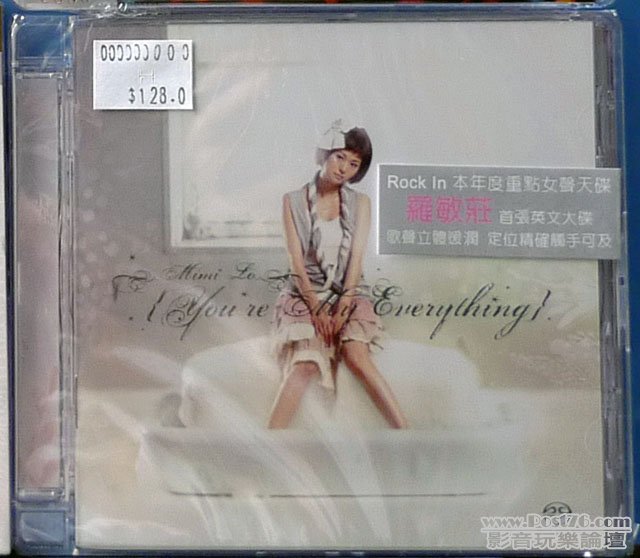 00000000
$128.0
Rock In 本年度重點女聲天碟
羅敏莊 首張英文大碟
歌聲立體暖潤 定位精確觸手可及
Mimi Lo
{You're My Everything}
www.Post76.com
影音玩樂論壇